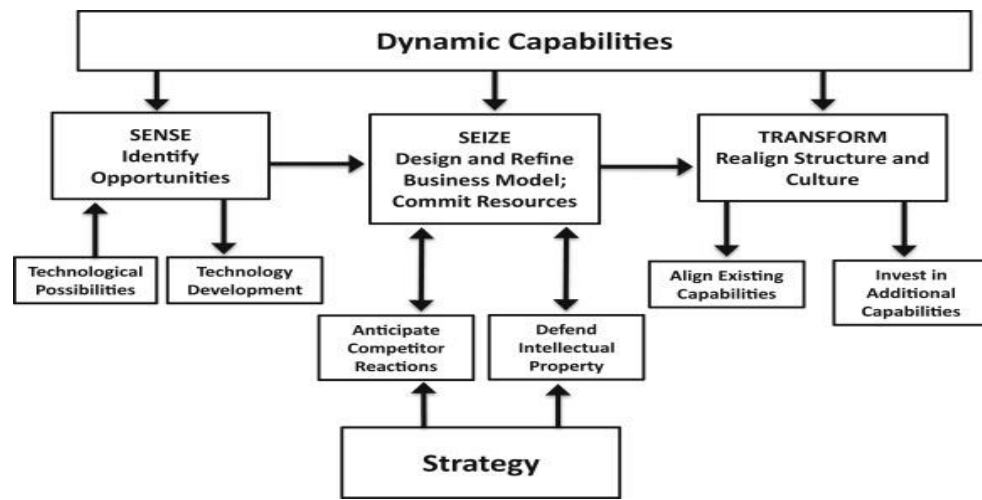 Dynamic Capabilities
SENSE
Identify
Opportunities
SEIZE
Design and Refine
Business Model;
Commit Resources
TRANSFORM
Realign Structure and
Culture
Technological
Possibilities
Technology
Development
Anticipate
Competitor
Reactions
Defend
Intellectual
Property
Align Existing
Capabilities
Invest in
Additional
Capabilities
Strategy